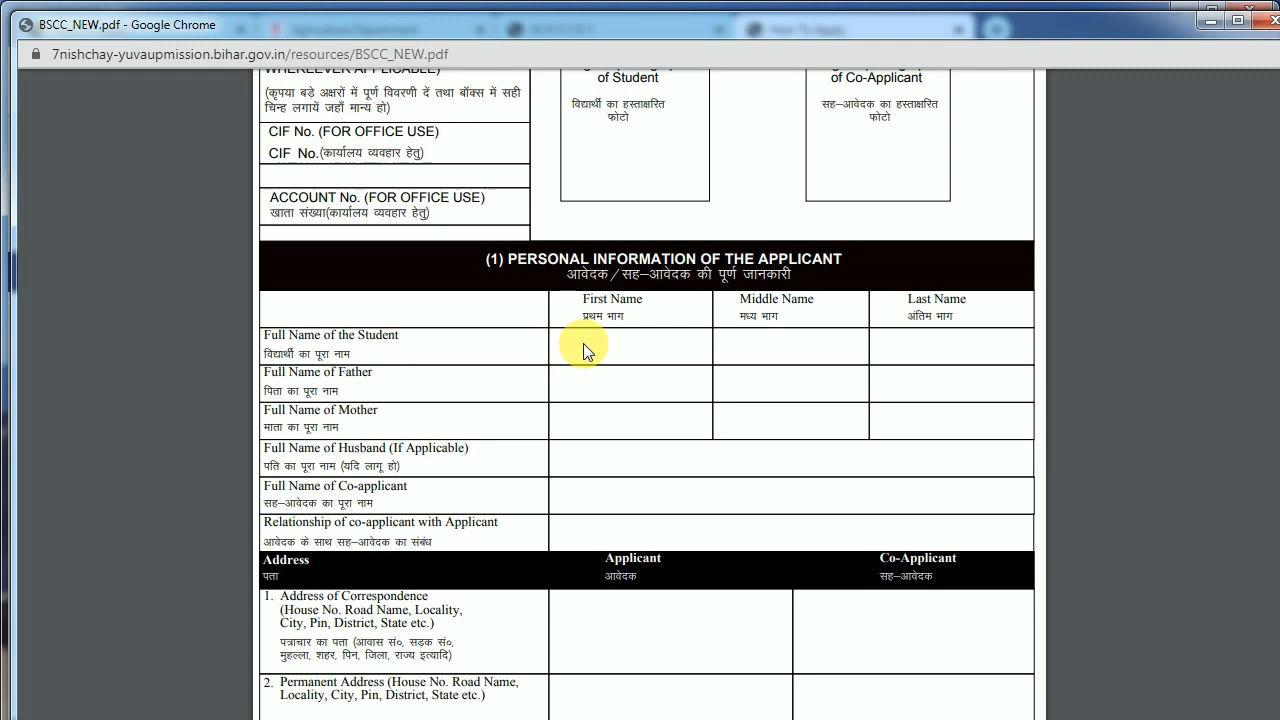 BSCC_NEW.pdf - Google Chrome
7nishchay-yuvaupmission.bihar.gov.in/resources/BSCC_NEW.pdf
WHEREEVER APPLICABLE)
(कृपया बडे अक्षरों में पूर्ण विवरणी दें तथा बॉक्स में सही
चिन्ह लगायें जहाँ मान्य हो)
of Student
विद्यार्थी का हस्ताक्षरित
फोटो
of Co-Applicant
सह–आवेदक का हस्ताक्षरित
फोटो
CIF No. (FOR OFFICE USE)
CIF No.(कार्यालय व्यवहार हेतु)
ACCOUNT No. (FOR OFFICE USE)
खाता संख्या(कार्यालय व्यवहार हेतु)
(1) PERSONAL INFORMATION OF THE APPLICANT
आवेदक/सह–आवेदक की पूर्ण जानकारी
First Name Middle Name Last Name
प्रथम भाग मध्य भाग अंतिम भाग
Full Name of the Student
विद्यार्थी का पूरा नाम
Full Name of Father
पिता का पूरा नाम
Full Name of Mother
माता का पूरा नाम
Full Name of Husband (If Applicable)
पति का पूरा नाम (यदि लागू हो)
Full Name of Co-applicant
सह–आवेदक का पूरा नाम
Relationship of co-applicant with Applicant
आवेदक के साथ सह–आवेदक का संबंध
Address Applicant Co-Applicant
पता आवेदक सह–आवेदक
1. Address of Correspondence
(House No. Road Name, Locality,
City, Pin, District, State etc.)
पत्राचार का पता (आवास सं०, सड़क सं०,
मुहल्ला, शहर, पिन, जिला, राज्य इत्यादि)
2. Permanent Address (House No. Road Name,
Locality, City, Pin, District, State etc.)